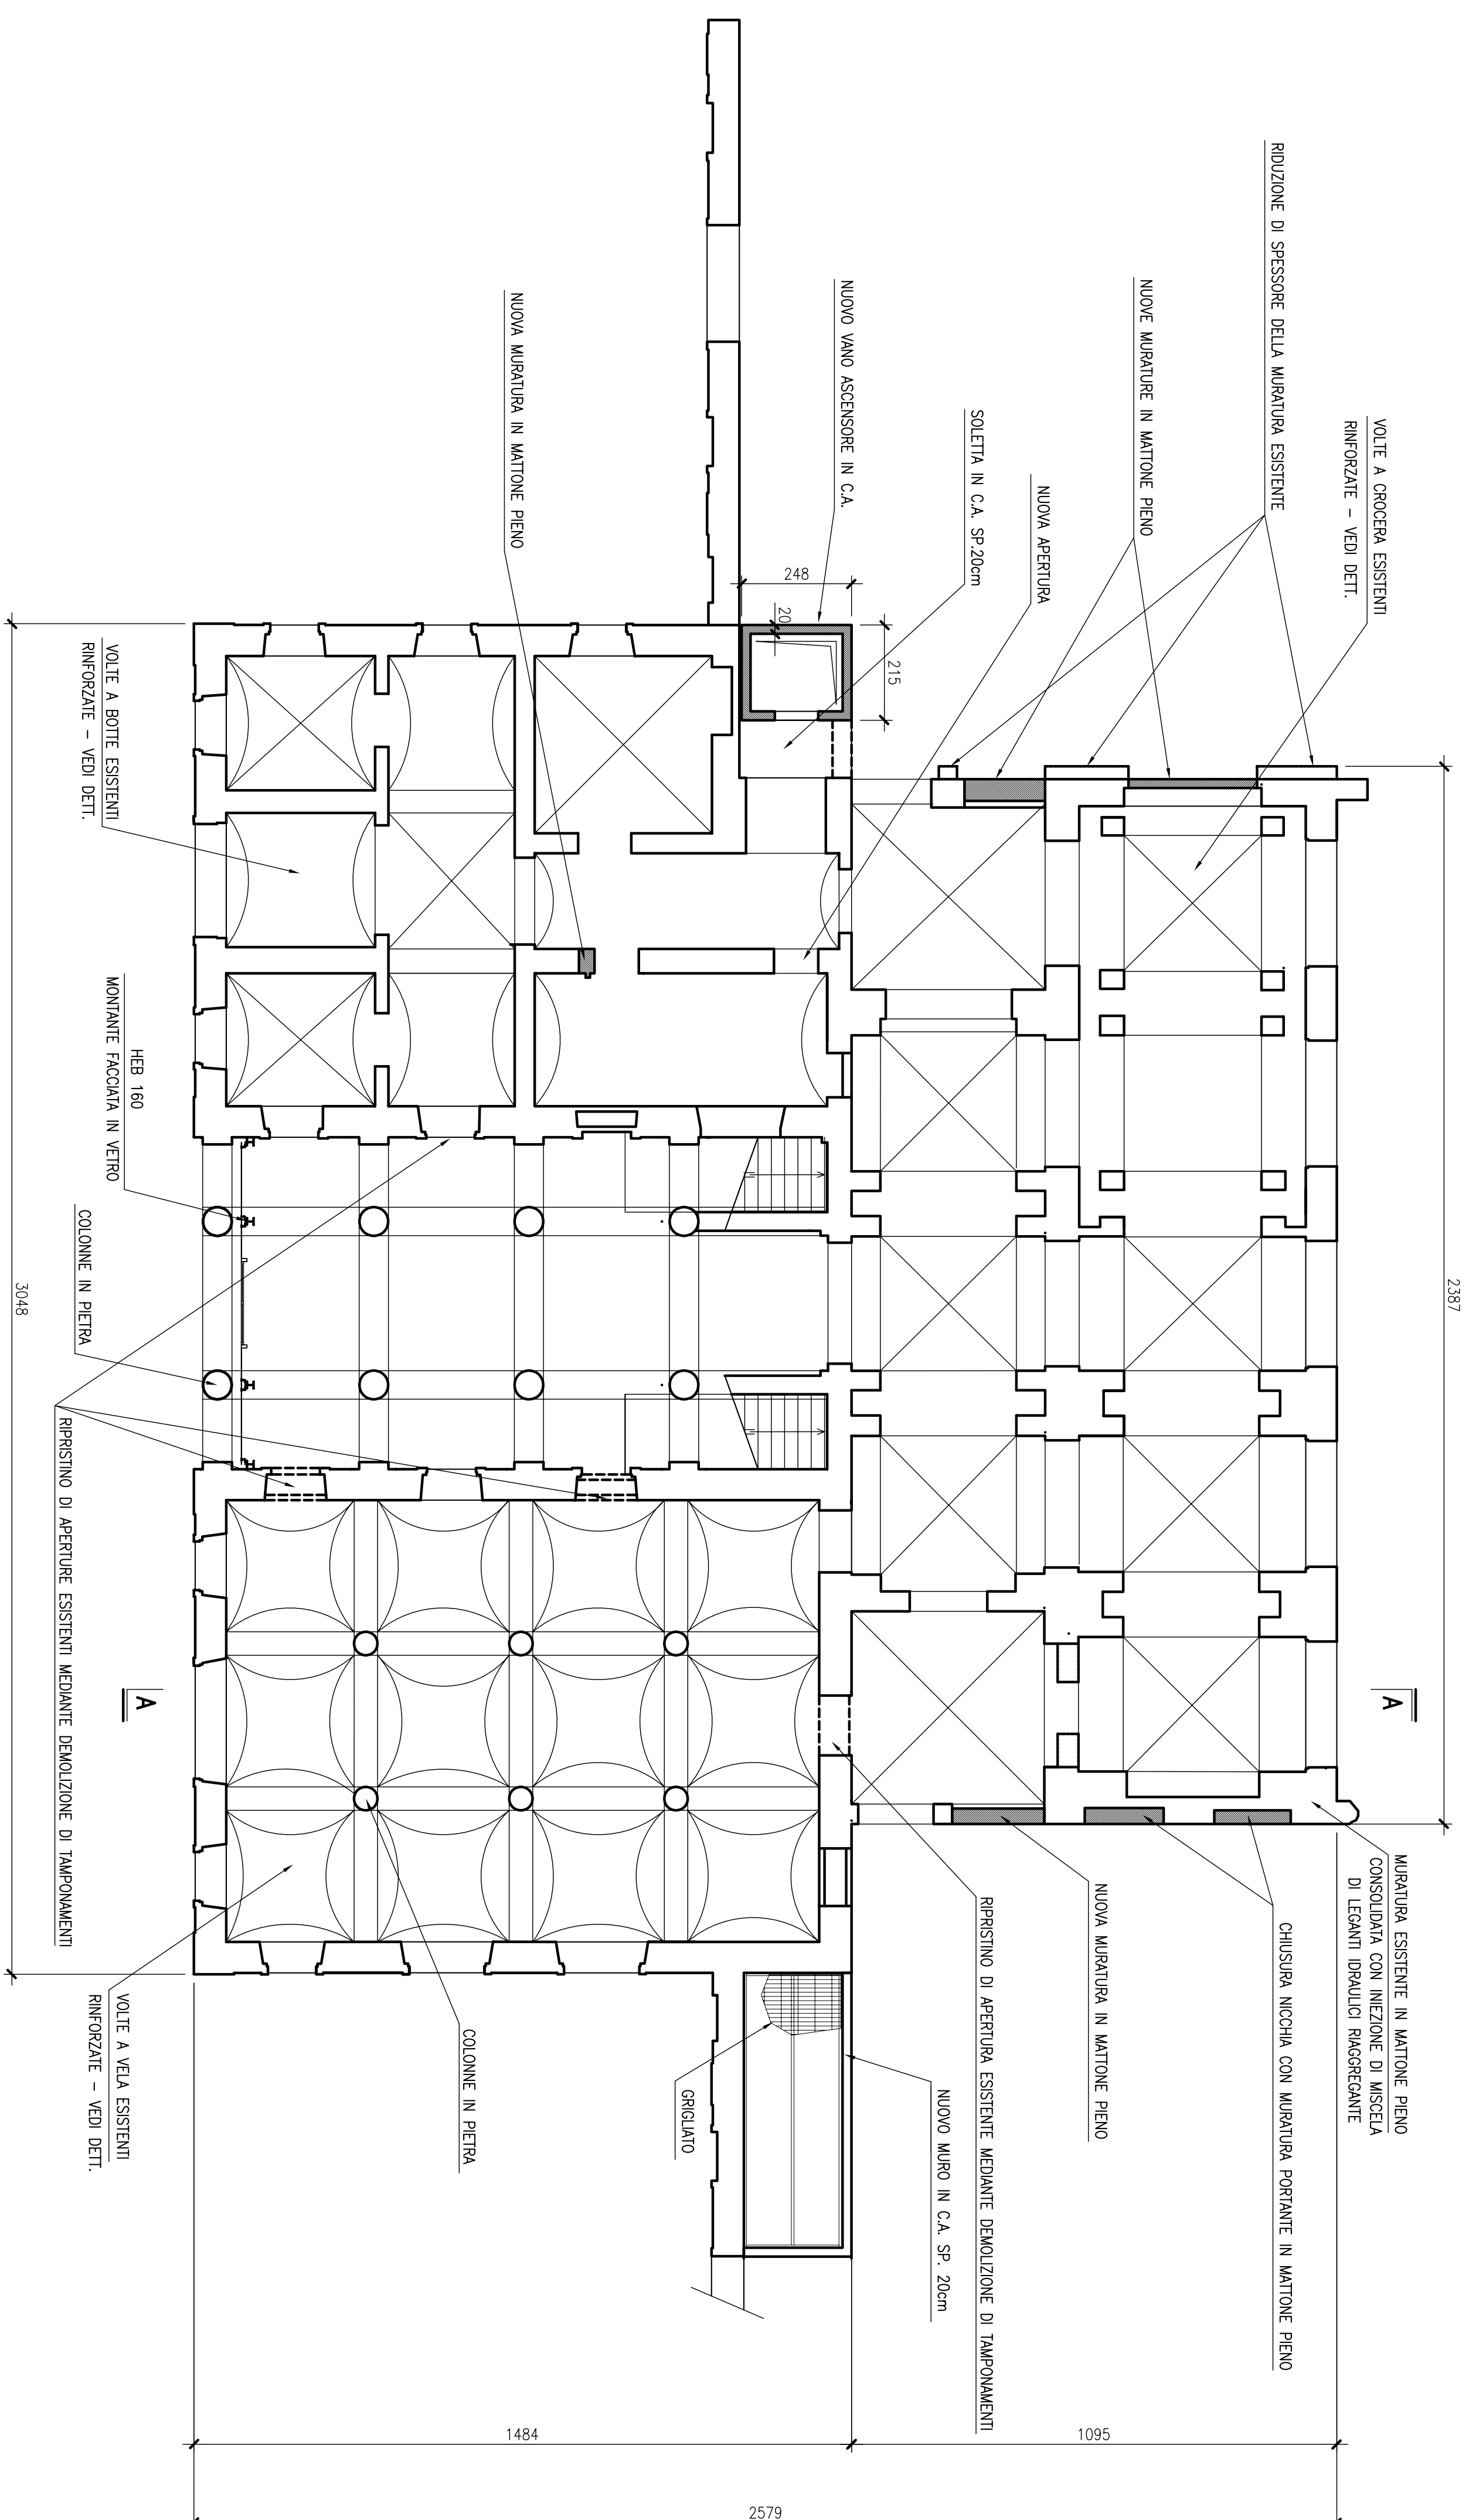 RIDUZIONE DI SPESSORE DELLA MURATURA ESISTENTE
NUOVE MURATURE IN MATTONE PIENO
VOLTE A CROCERA ESISTENTI
RINFORZATE - VEDI DETT.
NUOVO VANO ASCENSORE IN C.A.
NUOVA MURATURA IN MATTONE PIENO
SOLETTA IN C.A. SP.20cm
NUOVA APERTURA
248
20
215
2387
VOLTE A BOTTE ESISTENTI
RINFORZATE - VEDI DETT.
HEB 160
MONTANTE FACCIATA IN VETRO
COLONNE IN PIETRA
3048
RIPRISTINO DI APERTURE ESISTENTI MEDIANTE DEMOLIZIONE DI TAMPONAMENTI
A
A
MURATURA ESISTENTE IN MATTONE PIENO
CONSOLIDATA CON INIEZIONE DI MISCELA
DI LEGANTI IDRAULICI RIAGGREGANTE
CHIUSURA NICCHIA CON MURATURA PORTANTE IN MATTONE PIENO
NUOVA MURATURA IN MATTONE PIENO
RIPRISTINO DI APERTURA ESISTENTE MEDIANTE DEMOLIZIONE DI TAMPONAMENTI
NUOVO MURO IN C.A. SP. 20cm
GRIGLIATO
COLONNE IN PIETRA
VOLTE A VELA ESISTENTI
RINFORZATE - VEDI DETT.
1484
1095
2579